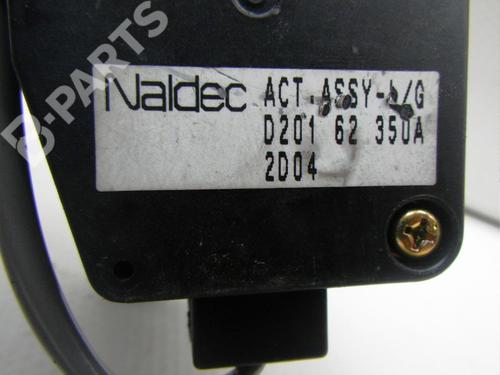 B-PARTS
Naldec ACT.ASSY-L/G
D201 62 350A
2D04